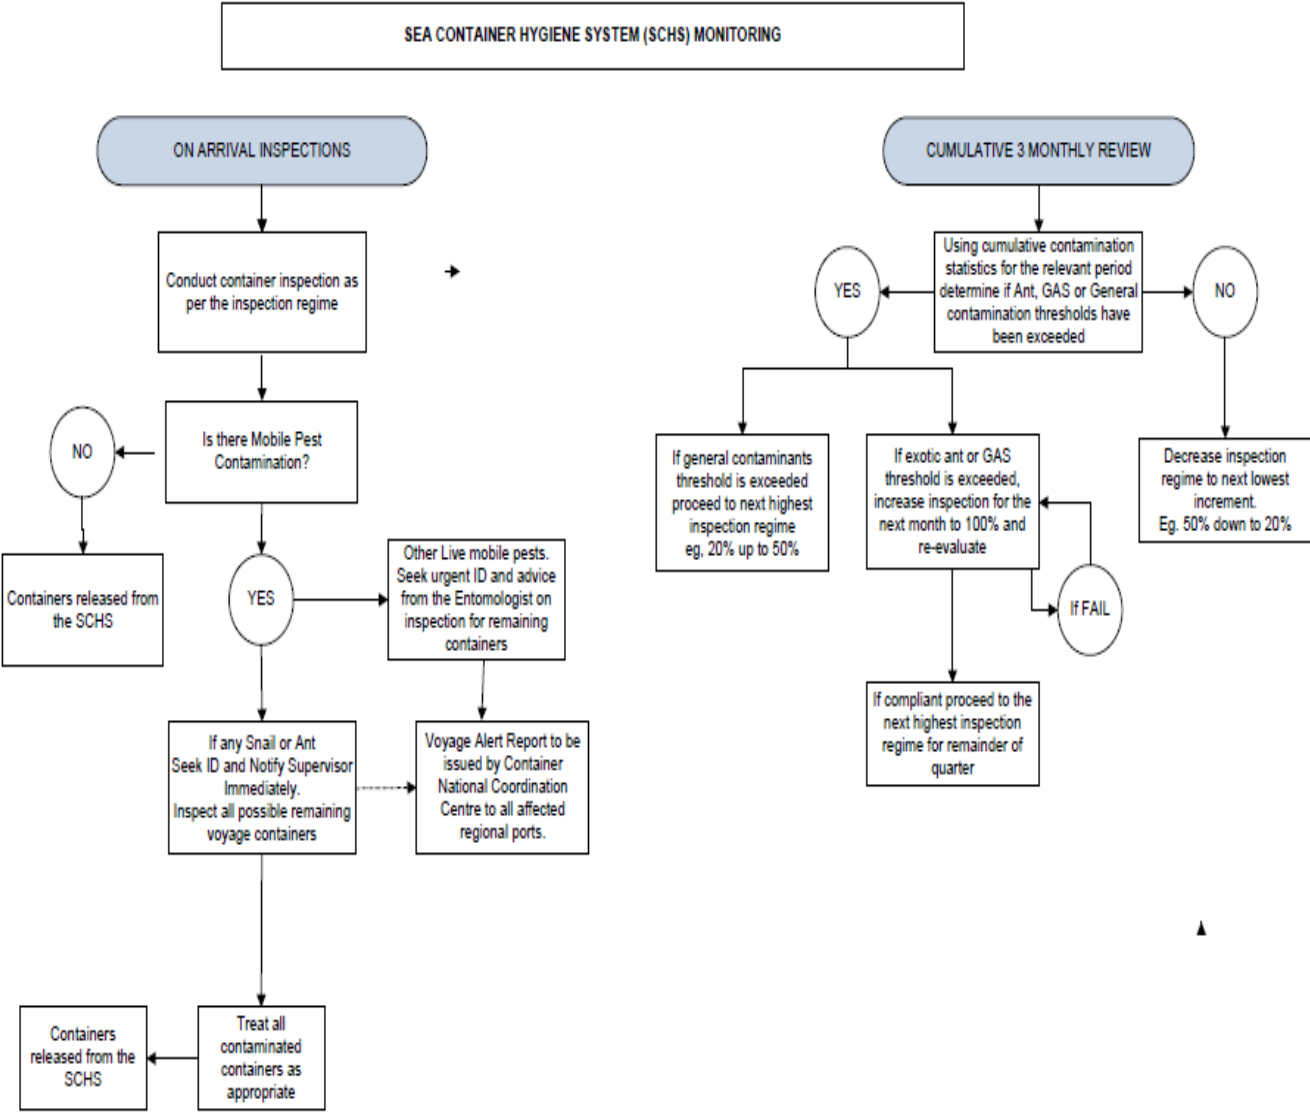 SEA CONTAINER HYGIENE SYSTEM (SCHS) MONITORING
ON ARRIVAL INSPECTIONS
Conduct container inspection as
per the inspection regime
Is there Mobile Pest
Contamination?
NO
Containers released from
the SCHS
YES
Other Live mobile pests.
Seek urgent ID and advice
from the Entomologist on
inspection for remaining
containers
If any Snail or Ant
Seek ID and Notify Supervisor
Immediately.
Inspect all possible remaining
voyage containers
Voyage Alert Report to be
issued by Container
National Coordination
Centre to all affected
regional ports.
Treat all
contaminated
containers as
appropriate
Containers
released from the
SCHS
CUMULATIVE 3 MONTHLY REVIEW
Using cumulative contamination
statistics for the relevant period
determine if Ant, GAS or General
contamination thresholds have
been exceeded
YES
NO
If general contaminants
threshold is exceeded
proceed to next highest
inspection regime
eg, 20% up to 50%
If exotic ant or GAS
threshold is exceeded,
increase inspection for the
next month to 100% and
re-evaluate
Decrease inspection
regime to next lowest
increment.
Eg. 50% down to 20%
If FAIL
If compliant proceed to the
next highest inspection
regime for remainder of
quarter